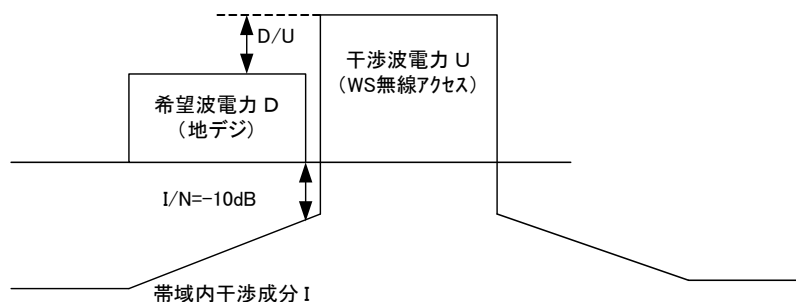 D/U
干渉波電力 U
(WS無線アクセス)
希望波電力 D
(地デジ)
I/N=-10dB
帯域内干渉成分 I